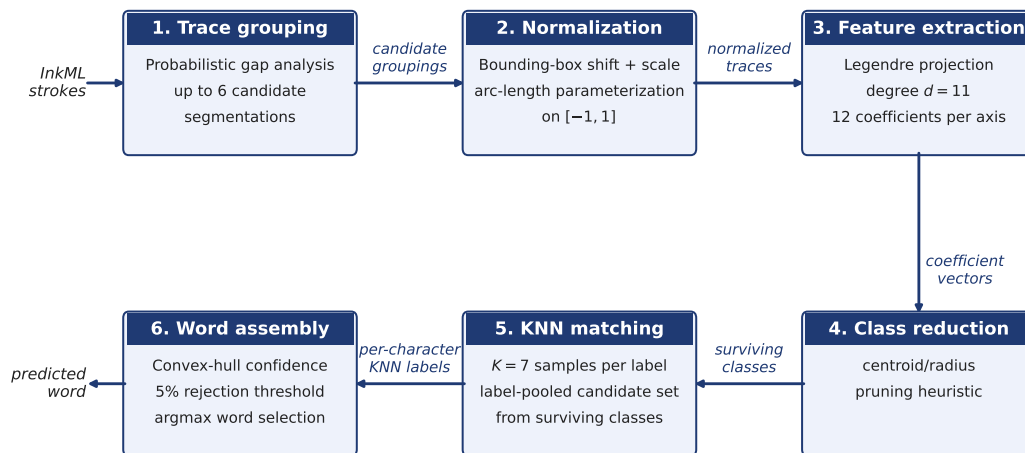 InkML
strokes
1. Trace grouping
Probabilistic gap analysis
up to 6 candidate
segmentations
candidate
groupings
2. Normalization
Bounding-box shift + scale
arc-length parameterization
on [−1, 1]
normalized
traces
3. Feature extraction
Legendre projection
degree d = 11
12 coefficients per axis
coefficient
vectors
4. Class reduction
centroid/radius
pruning heuristic
surviving
classes
5. KNN matching
K = 7 samples per label
label-pooled candidate set
from surviving classes
per-character
KNN labels
6. Word assembly
Convex-hull confidence
5% rejection threshold
argmax word selection
predicted
word